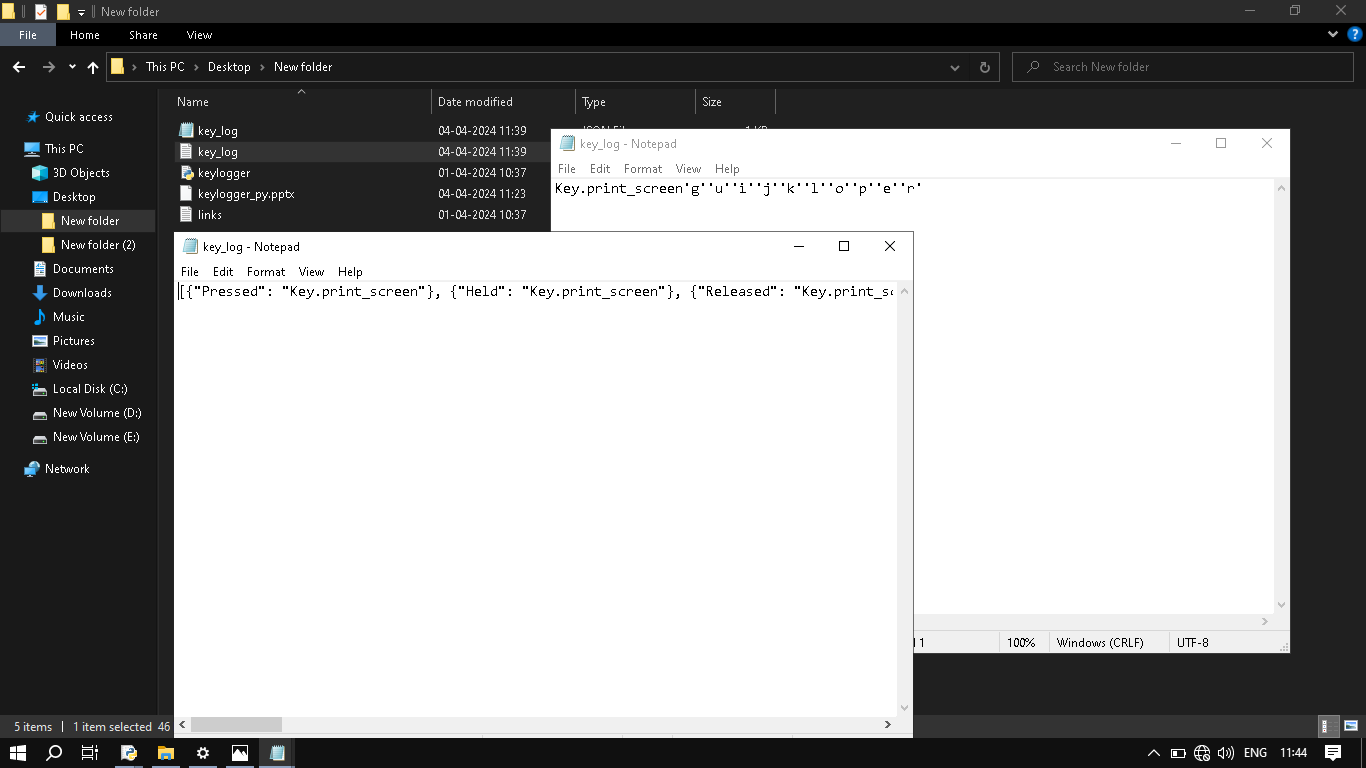 New folder
File Home Share View
This PC Desktop New folder
Search New folder
Name Date modified Type Size
Quick access
This PC
3D Objects
Desktop
New folder
New folder (2)
Documents
Downloads
Music
Pictures
Videos
Local Disk (C:)
New Volume (D:)
New Volume (E:)
Network
key_log 04-04-2024 11:39
key_log 04-04-2024 11:39
keylogger 01-04-2024 10:37
keylogger_py.pptx 04-04-2024 11:23
links 01-04-2024 10:37
key_log - Notepad
File Edit Format View Help
Key.print_screen'g''u''i''j''k''l''o''p''e''r'
100% Windows (CRLF) UTF-8
key_log - Notepad
File Edit Format View Help
[{"Pressed": "Key.print_screen"}, {"Held": "Key.print_screen"}, {"Released": "Key.print_sc
5 items 1 item selected 46
ENG 11:44